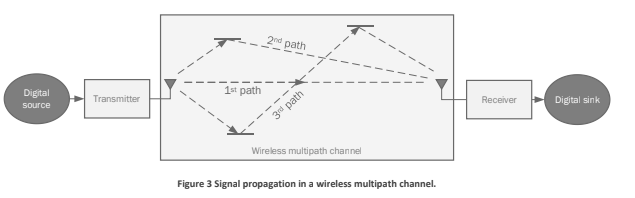 2nd path
Digital
source
Transmitter
1st path
3rd path
Receiver
Digital sink
Wireless multipath channel
Figure 3 Signal propagation in a wireless multipath channel.